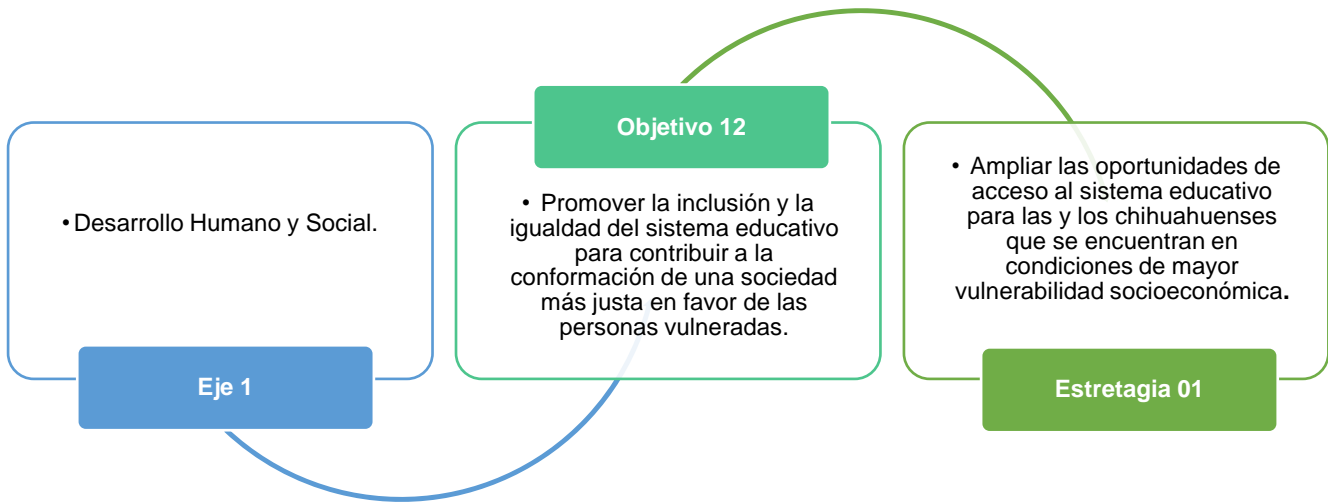 • Desarrollo Humano y Social.
Eje 1
Objetivo 12
• Promover la inclusión y la
igualdad del sistema educativo
para contribuir a la
conformación de una sociedad
más justa en favor de las
personas vulneradas.
• Ampliar las oportunidades de
acceso al sistema educativo
para las y los chihuahuenses
que se encuentran en
condiciones de mayor
vulnerabilidad socioeconómica.
Estretagia 01